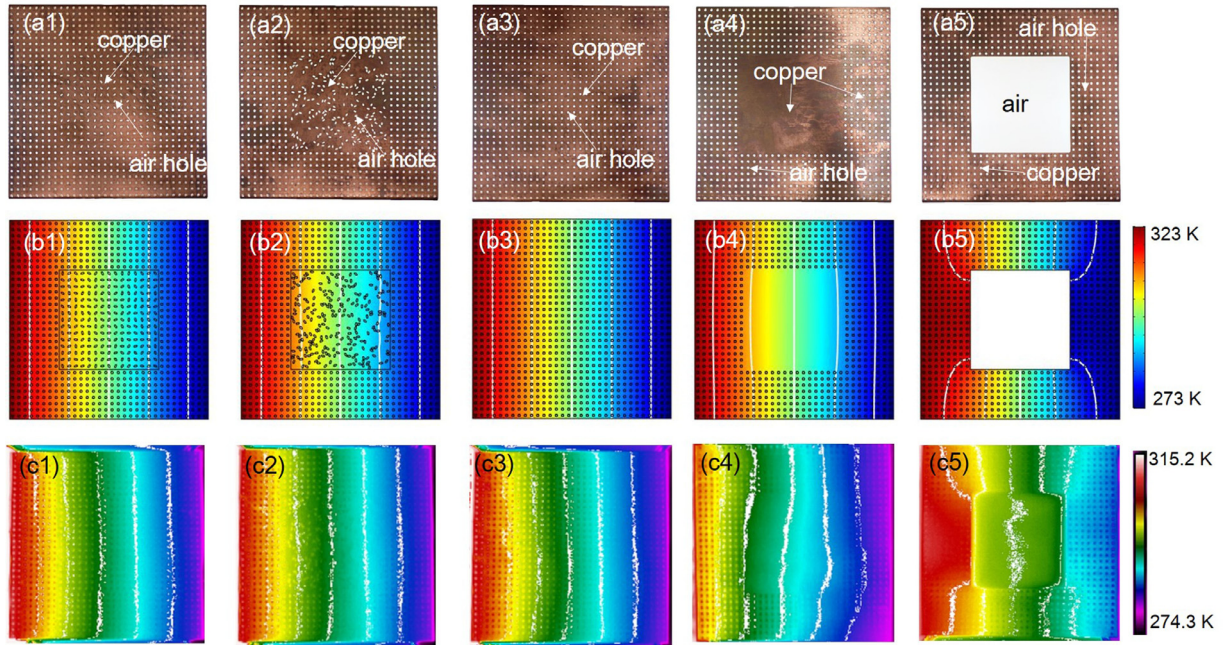 (a1)
copper
air hole
(a2)
copper
air hole
(a3)
copper
air hole
(a4)
copper
air hole
(a5)
air hole
air
copper
(b1)
(b2)
(b3)
(b4)
(b5)
323 K
273 K
(c1)
(c2)
(c3)
(c4)
(c5)
315.2 K
274.3 K